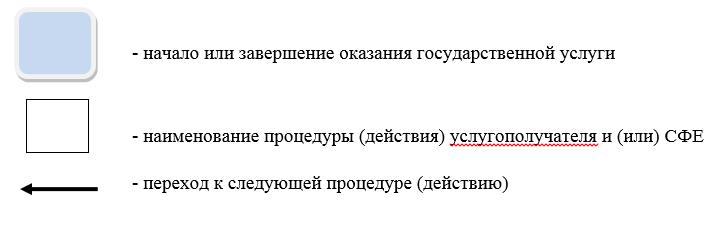 - начало или завершение оказания государственной услуги
- наименование процедуры (действия) услугополучателя и (или) СФЕ
- переход к следующей процедуре (действию)